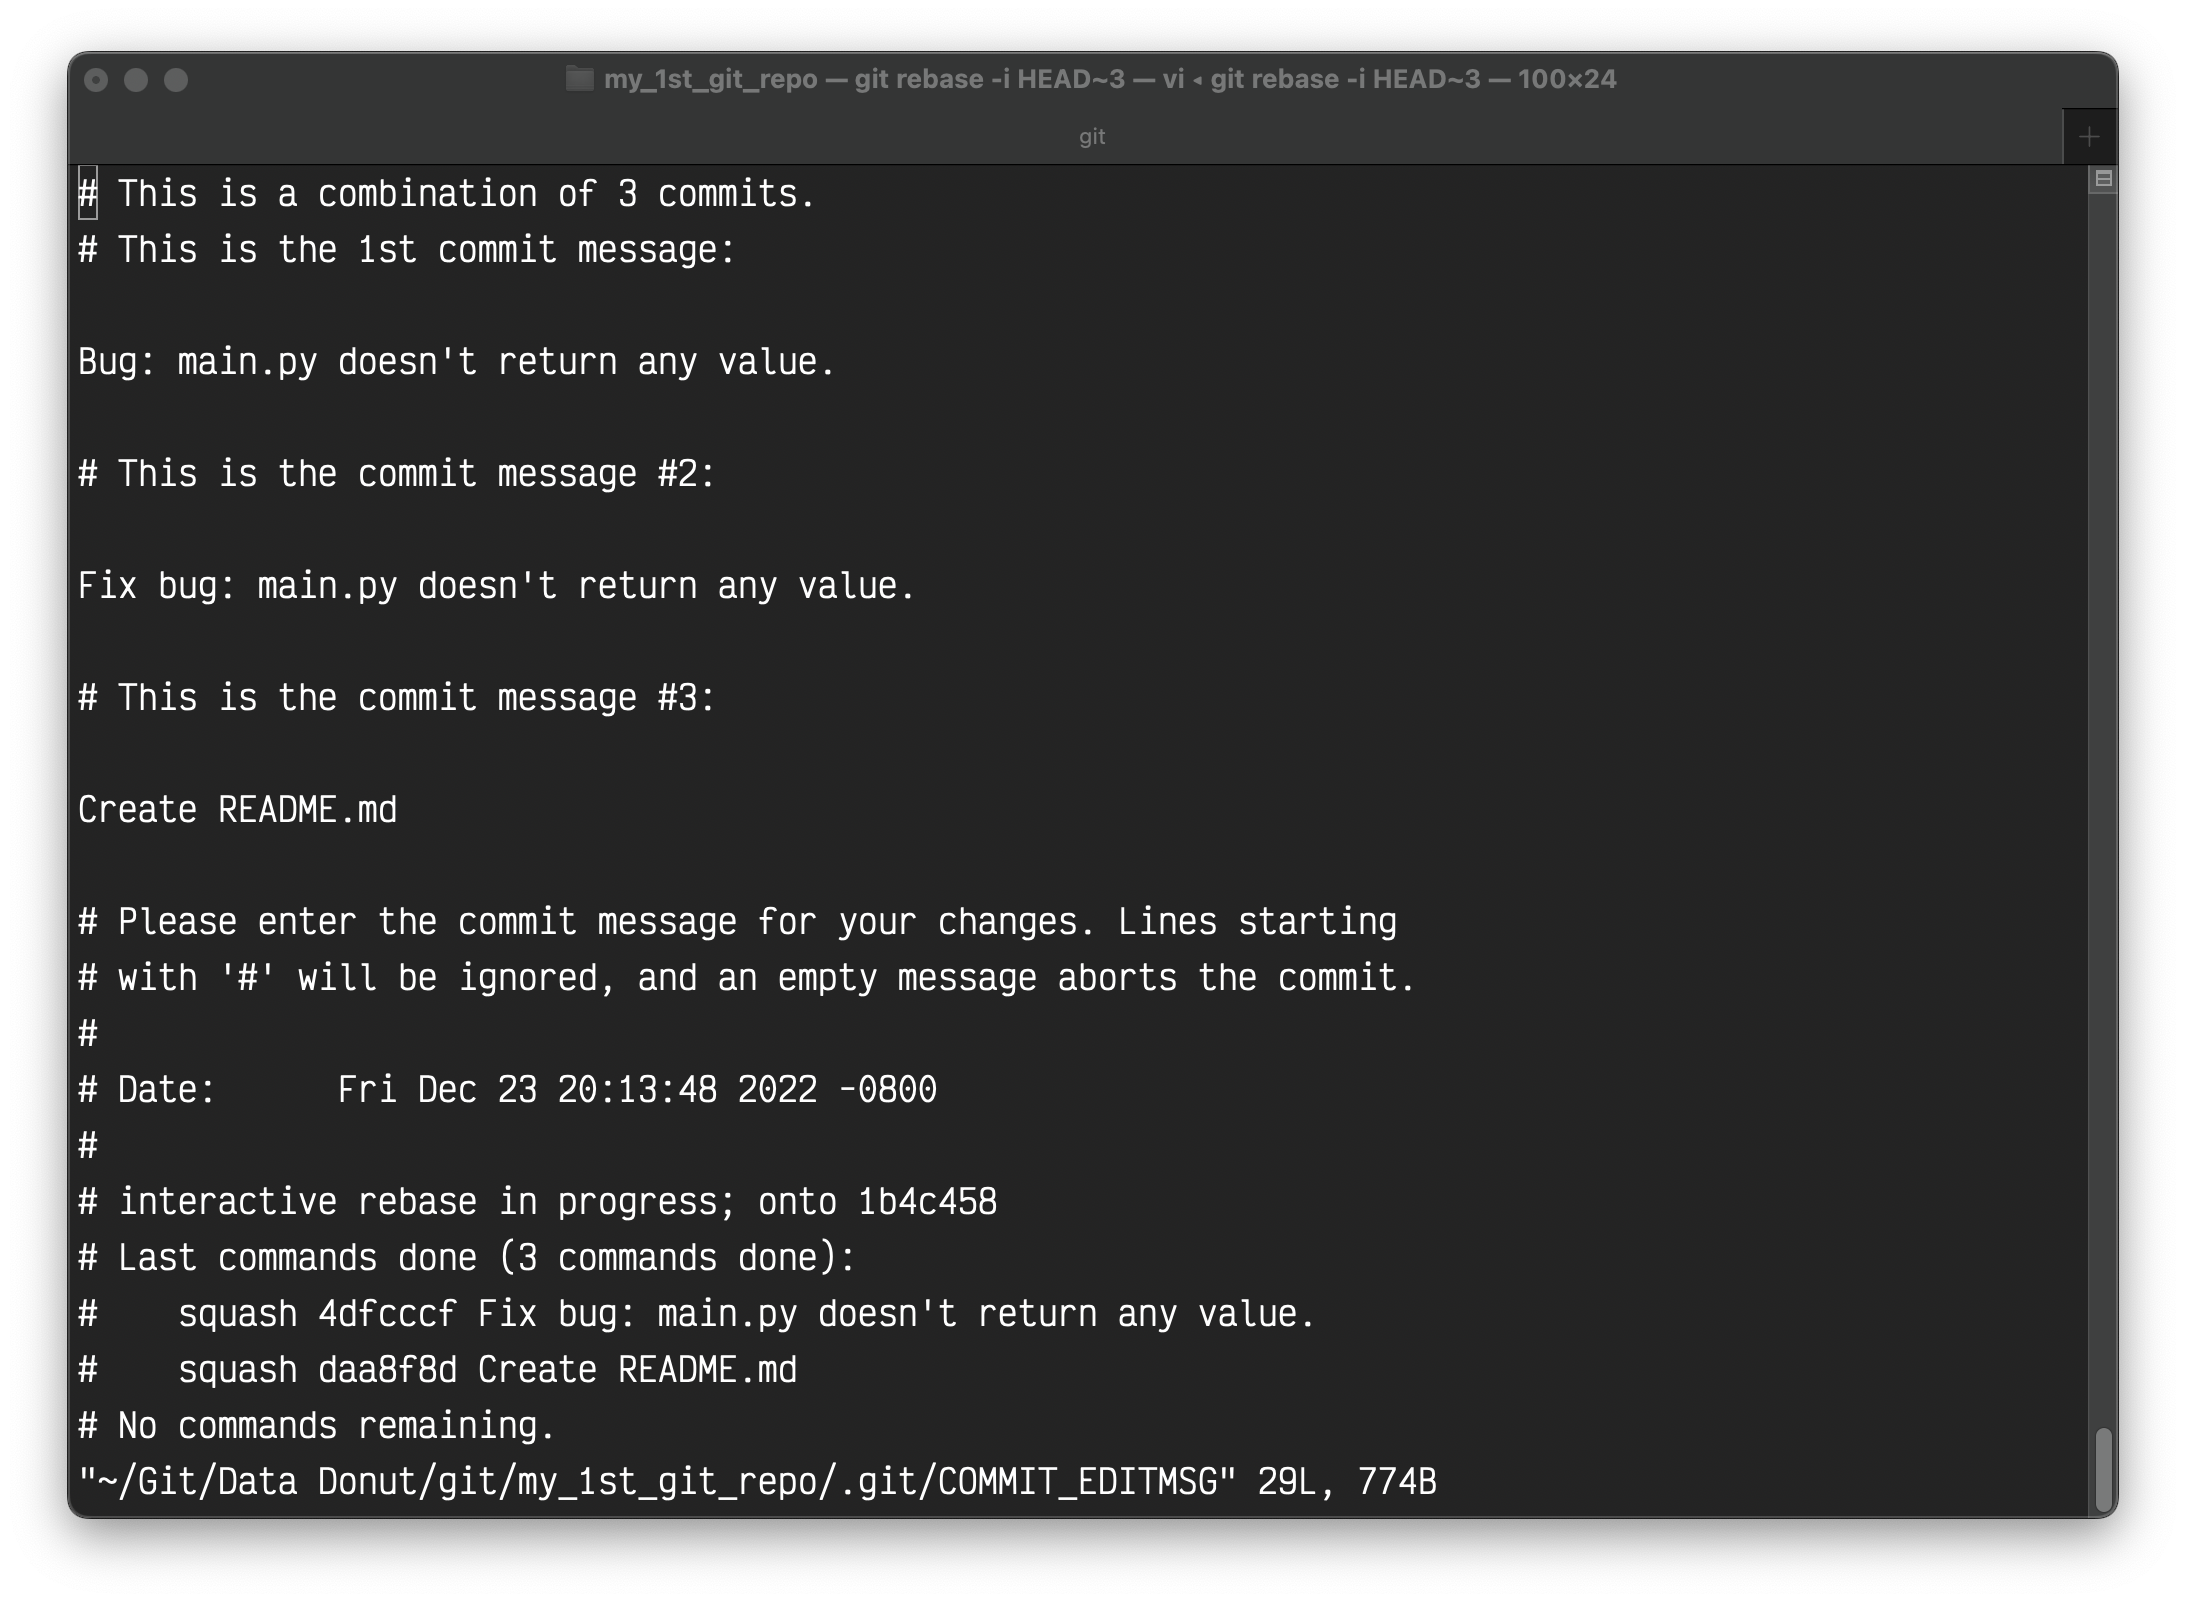 my_1st_git_repo — git rebase -i HEAD~3 — vi ◂ git rebase -i HEAD~3 — 100×24
git
# This is a combination of 3 commits.
# This is the 1st commit message:
Bug: main.py doesn't return any value.
# This is the commit message #2:
Fix bug: main.py doesn't return any value.
# This is the commit message #3:
Create README.md
# Please enter the commit message for your changes. Lines starting
# with '#' will be ignored, and an empty message aborts the commit.
#
# Date:      Fri Dec 23 20:13:48 2022 -0800
#
# interactive rebase in progress; onto 1b4c458
# Last commands done (3 commands done):
#    squash 4dfcccf Fix bug: main.py doesn't return any value.
#    squash daa8f8d Create README.md
# No commands remaining.
"~/Git/Data Donut/git/my_1st_git_repo/.git/COMMIT_EDITMSG" 29L, 774B